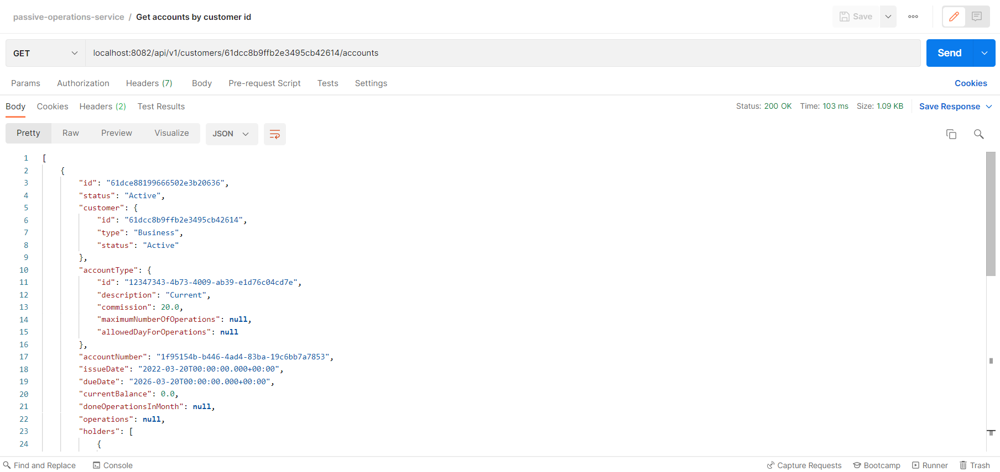 passive-operations-service / Get accounts by customer id
Save
GET localhost:8082/api/v1/customers/61dcc8b9ffb2e3495cb42614/accounts Send
Params Authorization Headers (7) Body Pre-request Script Tests Settings Cookies
Body Cookies Headers (2) Test Results Status: 200 OK Time: 103 ms Size: 1.09 KB Save Response
Pretty Raw Preview Visualize JSON
1 [
2 {
3 "id": "61dce88199666502e3b20636",
4 "status": "Active",
5 "customer": {
6 "id": "61dcc8b9ffb2e3495cb42614",
7 "type": "Business",
8 "status": "Active"
9 },
10 "accountType": {
11 "id": "12347343-4b73-4009-ab39-e1d76c04cd7e",
12 "description": "Current",
13 "commission": 20.0,
14 "maximumNumberOfOperations": null,
15 "allowedDayForOperations": null
16 },
17 "accountNumber": "1f95154b-b446-4ad4-83ba-19c6bb7a7853",
18 "issueDate": "2022-03-20T00:00:00.000+00:00",
19 "dueDate": "2026-03-20T00:00:00.000+00:00",
20 "currentBalance": 0.0,
21 "doneOperationsInMonth": null,
22 "operations": null,
23 "holders": [
24 {
Find and Replace Console Capture Requests Bootcamp Runner Trash